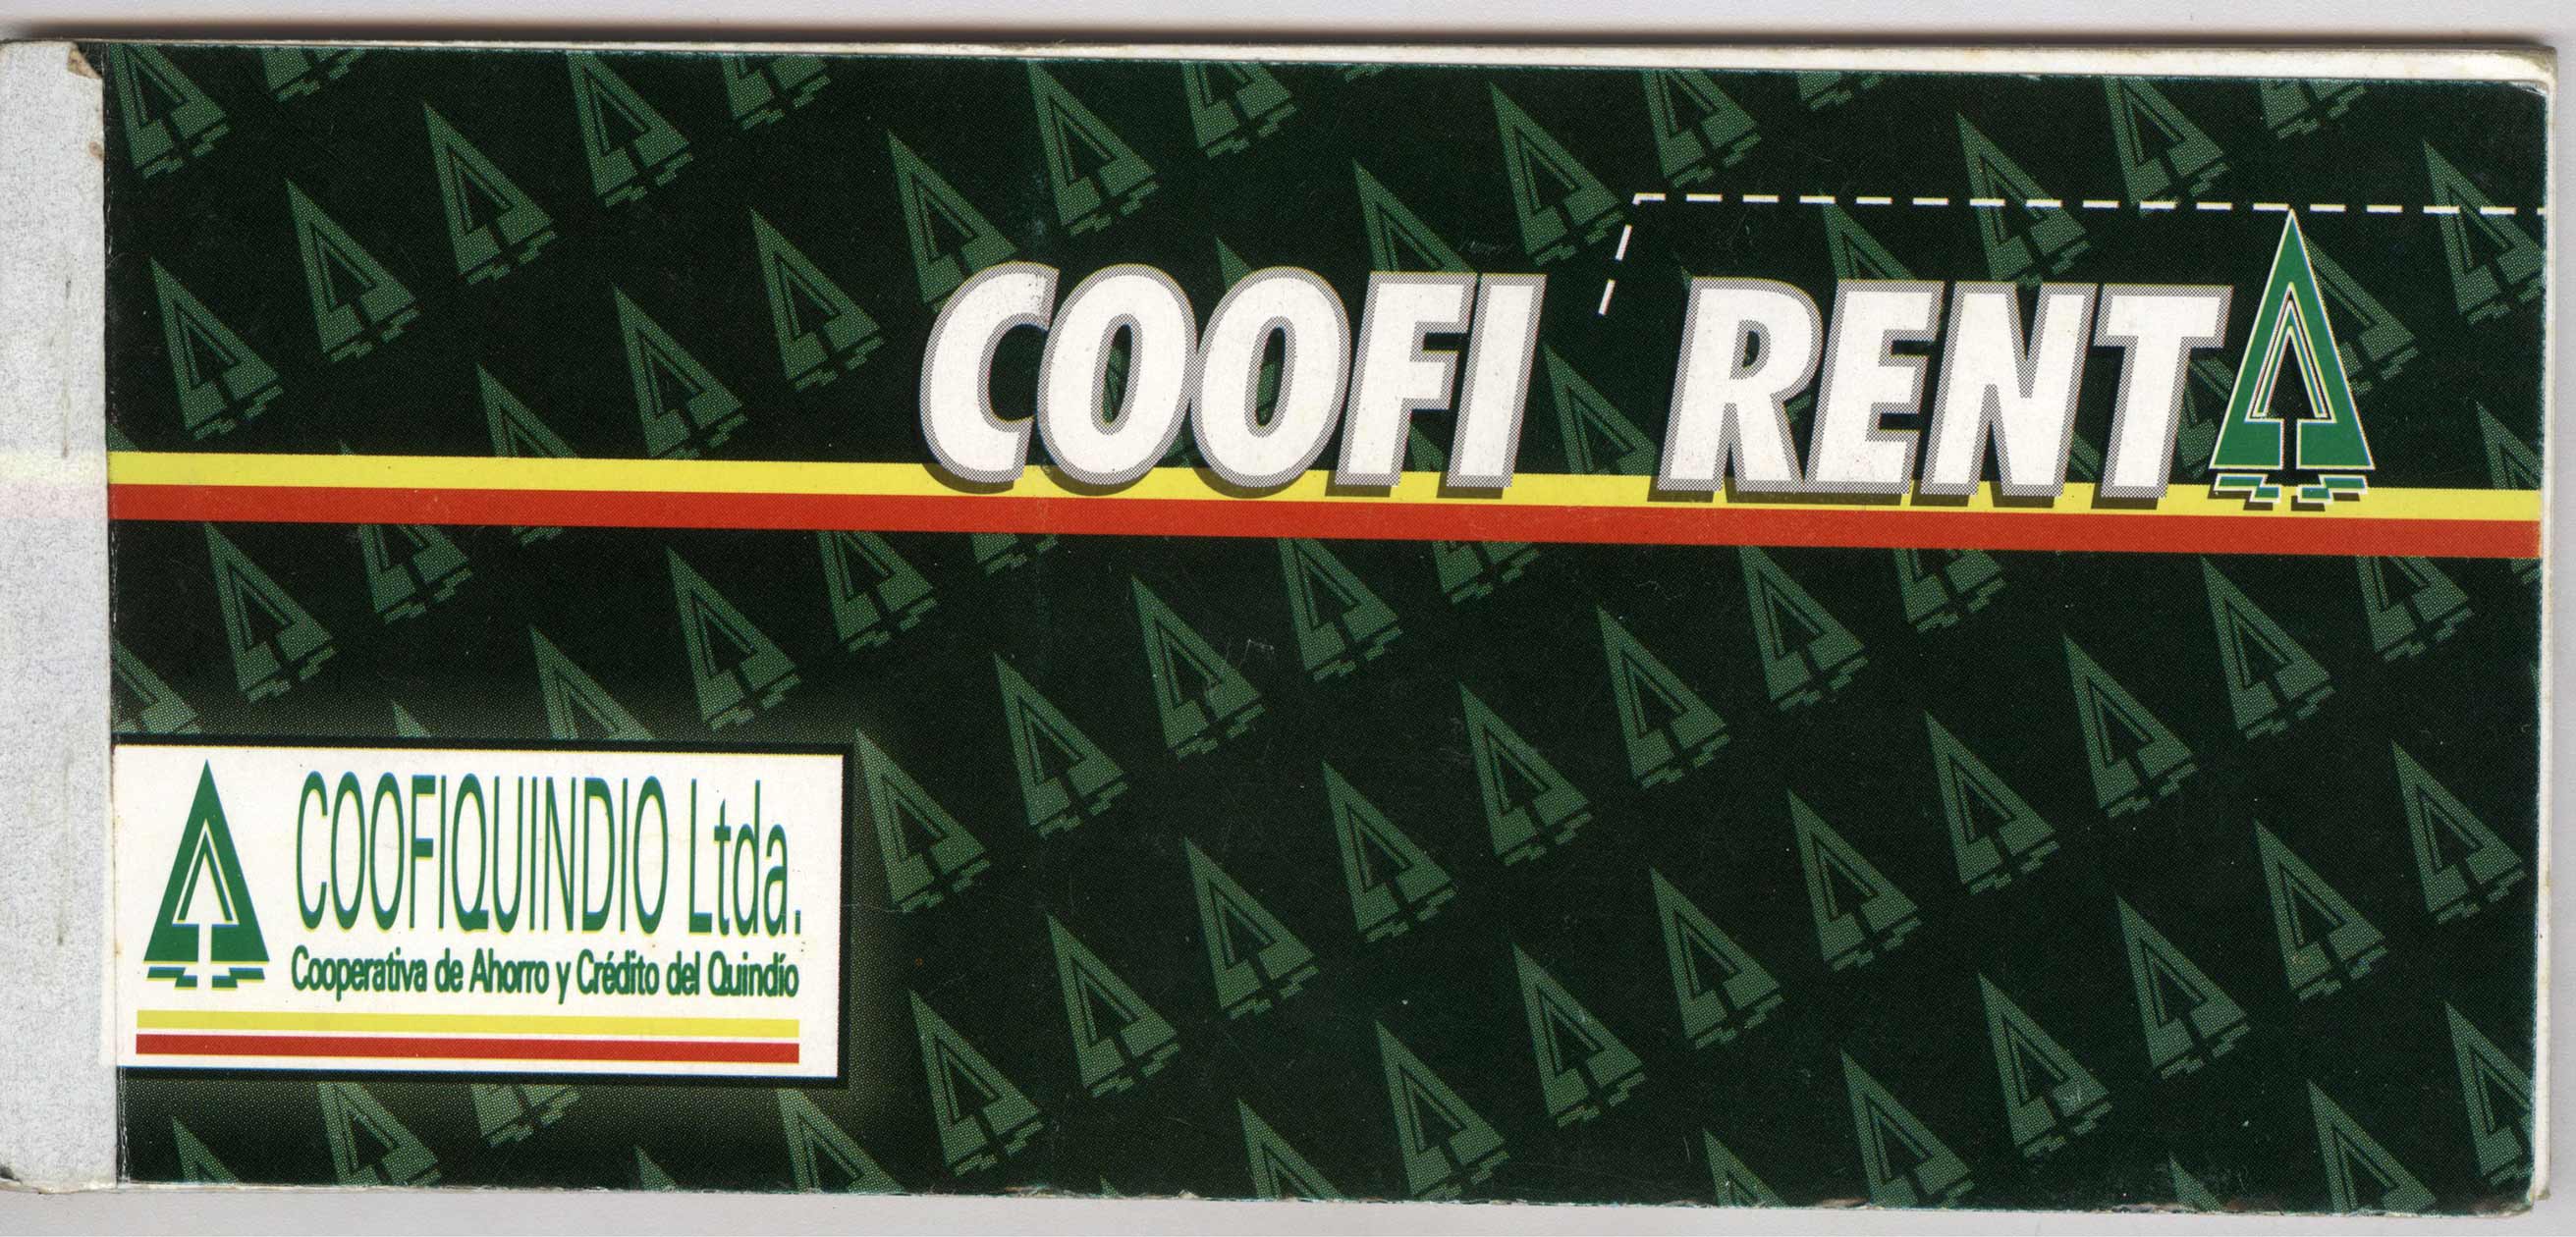 COOFI RENTA
COOFIQUINDIO Ltda.
Cooperativa de Ahorro y Crédito del Quindío